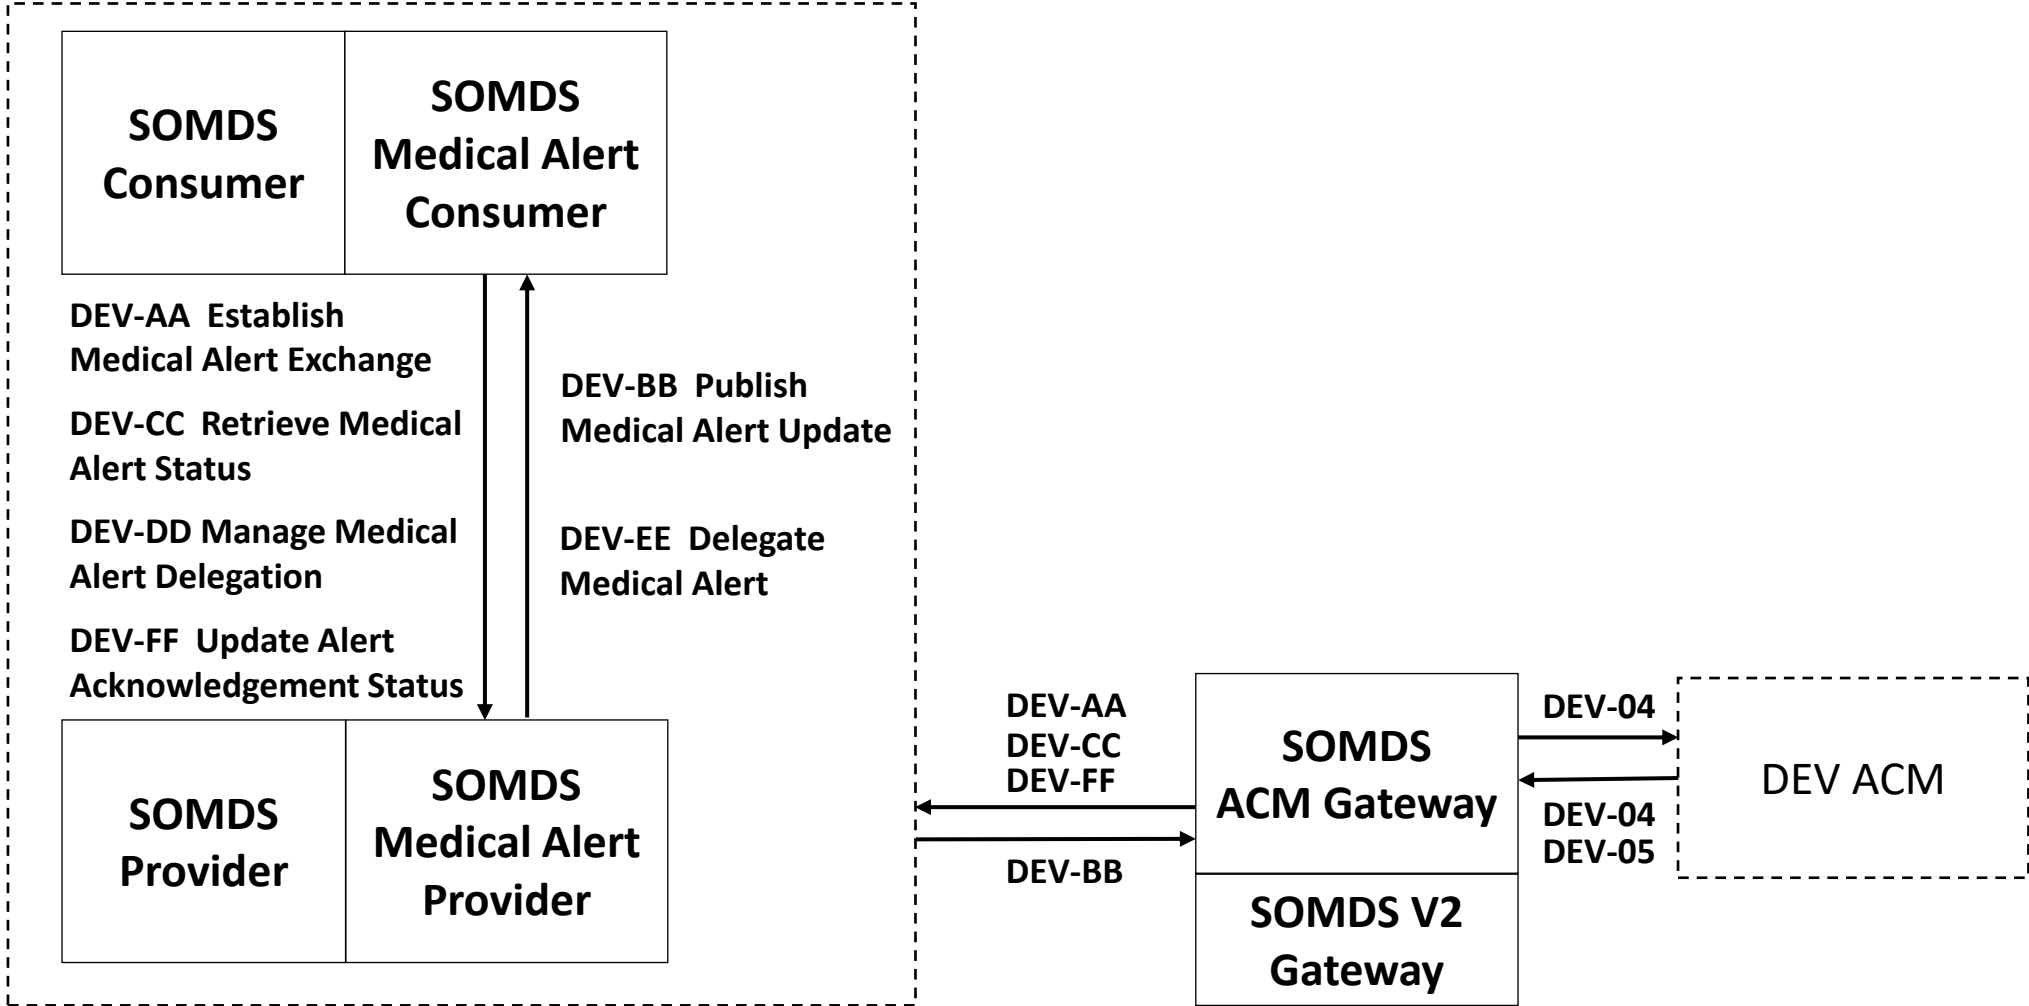 SOMDS
Consumer
SOMDS
Medical Alert
Consumer
DEV-AA  Establish
Medical Alert Exchange
DEV-CC  Retrieve Medical
Alert Status
DEV-DD Manage Medical
Alert Delegation
DEV-FF  Update Alert
Acknowledgement Status
DEV-BB  Publish
Medical Alert Update
DEV-EE  Delegate
Medical Alert
SOMDS
Provider
SOMDS
Medical Alert
Provider
DEV-AA
DEV-CC
DEV-FF
DEV-BB
SOMDS
ACM Gateway
SOMDS V2
Gateway
DEV-04
DEV-04
DEV-05
DEV ACM